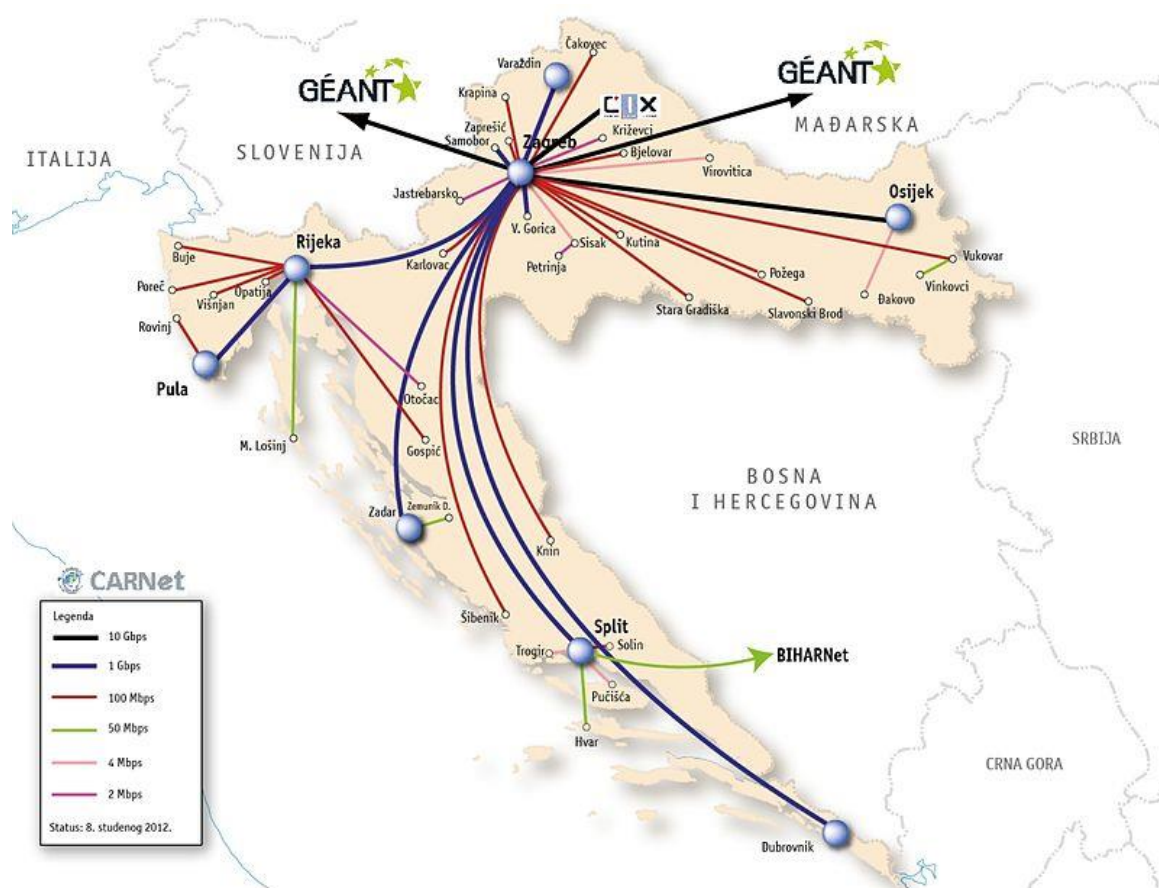 Čakovec
Varaždin
GÉANT
GÉANT
Krapina
CIX
MAĐARSKA
Zaprešić
Križevci
Samobor
Zagreb
SLOVENIJA
ITALIJA
Bjelovar
Virovitica
Jastrebarsko
Osijek
V. Gorica
Rijeka
Sisak
Kutina
Buje
Karlovac
Petrinja
Vukovar
Požega
Vinkovci
Poreč
Opatija
Višnjan
Đakovo
Stara Gradiška
Slavonski Brod
Rovinj
Pula
Otočac
M. Lošinj
Gospić
SRBIJA
BOSNA
I HERCEGOVINA
Zemunik D.
Zadar
Knin
CARNet
Legenda
10 Gbps
1 Gbps
100 Mbps
50 Mbps
4 Mbps
2 Mbps
Status: 8. studenog 2012.
Šibenik
Split
Trogir
Solin
BIHARNet
Pučišća
Hvar
CRNA GORA
Dubrovnik